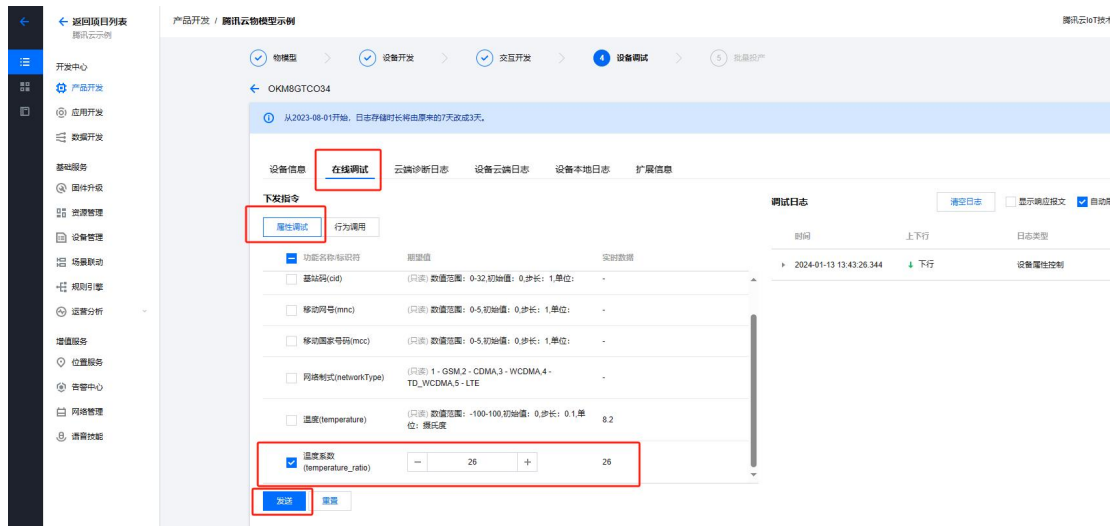 返回项目列表
腾讯云示例
产品开发 / 腾讯云物模型示例
腾讯云IoT技术
开发中心
产品开发
应用开发
数据开发
基础服务
固件升级
资源管理
设备管理
场景联动
规则引擎
运营分析
增值服务
位置服务
告警中心
网络管理
语音技能
物模型
设备开发
交互开发
4 设备调试
5 批量投产
OKM8GTCO34
从2023-08-01开始，日志存储时长将由原来的7天改成3天。
设备信息 在线调试 云端诊断日志 设备云端日志 设备本地日志 扩展信息
下发指令
属性调试 行为调用
功能名称/标识符 期望值 实时数据
基站码(cid) (只读) 数值范围：0-32,初始值：0,步长：1,单位： -
移动网号(mnc) (只读) 数值范围：0-5,初始值：0,步长：1,单位： -
移动国家号码(mcc) (只读) 数值范围：0-5,初始值：0,步长：1,单位： -
网络制式(networkType) (只读) 1 - GSM,2 - CDMA,3 - WCDMA,4 -
TD_WCDMA,5 - LTE -
温度(temperature) (只读) 数值范围：-100-100,初始值：0,步长：0.1,单
位：摄氏度 8.2
温度系数
(temperature_ratio) － 26 ＋ 26
发送 重置
调试日志 清空日志 显示响应报文 自动刷
时间 上下行 日志类型
2024-01-13 13:43:26.344 下行 设备属性控制